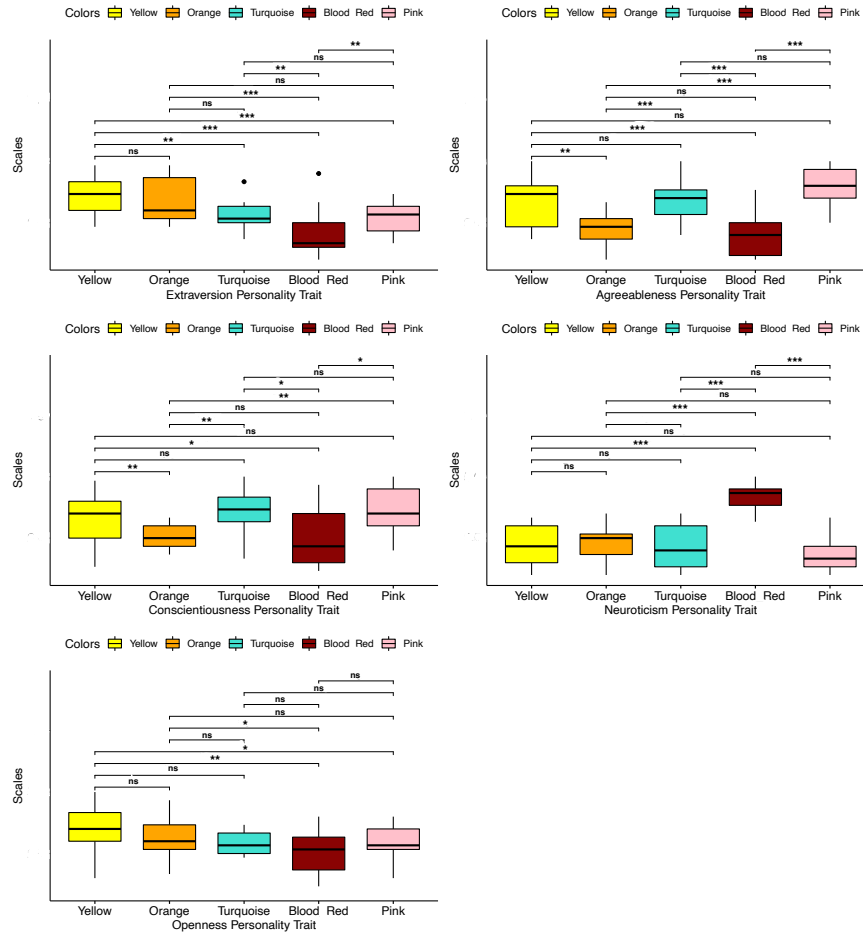 Colors Yellow Orange Turquoise Blood Red Pink
**
ns
**
ns
***
ns
***
***
**
ns
Scales
Yellow Orange Turquoise Blood Red Pink
Extraversion Personality Trait
Colors Yellow Orange Turquoise Blood Red Pink
***
ns
***
***
ns
***
ns
***
ns
**
Scales
Yellow Orange Turquoise Blood Red Pink
Agreeableness Personality Trait
Colors Yellow Orange Turquoise Blood Red Pink
*
ns
*
**
ns
**
ns
*
ns
**
Scales
Yellow Orange Turquoise Blood Red Pink
Conscientiousness Personality Trait
Colors Yellow Orange Turquoise Blood Red Pink
***
ns
***
ns
***
ns
ns
***
ns
ns
Scales
Yellow Orange Turquoise Blood Red Pink
Neuroticism Personality Trait
Colors Yellow Orange Turquoise Blood Red Pink
ns
ns
ns
ns
*
ns
*
**
ns
ns
Scales
Yellow Orange Turquoise Blood Red Pink
Openness Personality Trait